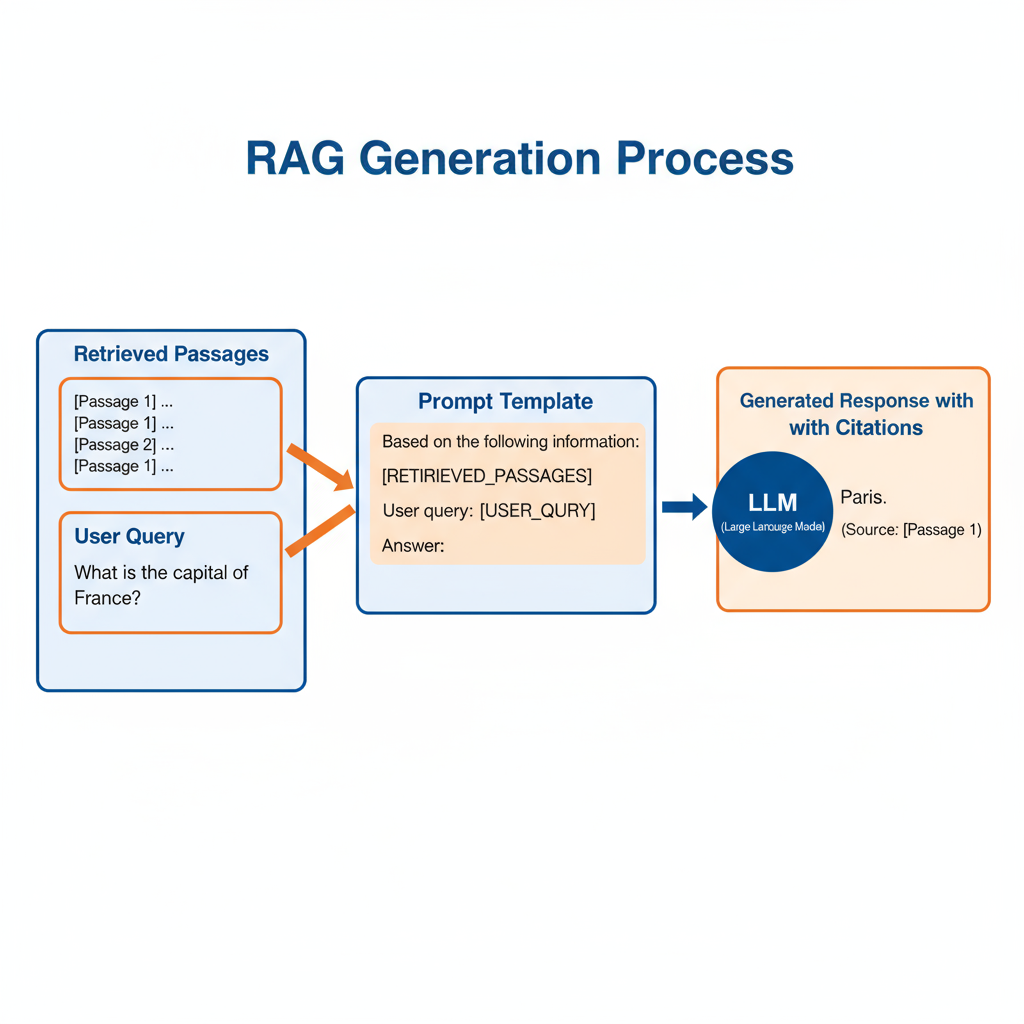 RAG Generation Process
Retrieved Passages
[Passage 1] ...
[Passage 1] ...
[Passage 2] ...
[Passage 1] ...
User Query
What is the capital of
France?
Prompt Template
Based on the following information:
[RETIRIEVED_PASSAGES]
User query: [USER_QURY]
Answer:
Generated Response with
with Citations
LLM
(Large Lanourge Madel)
Paris.
(Source: [Passage 1)